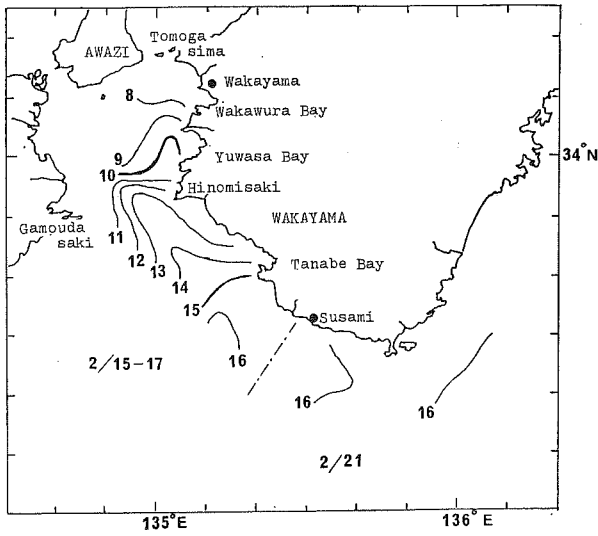 Tomoga
sima
AWAZI
Wakayama
8
Wakawura Bay
9
Yuwasa Bay
34°N
10
Hinomisaki
WAKAYAMA
Gamouda
saki
11
12
13
14
Tanabe Bay
15
Susami
16
2/15-17
16
16
2/21
135°E
136°E